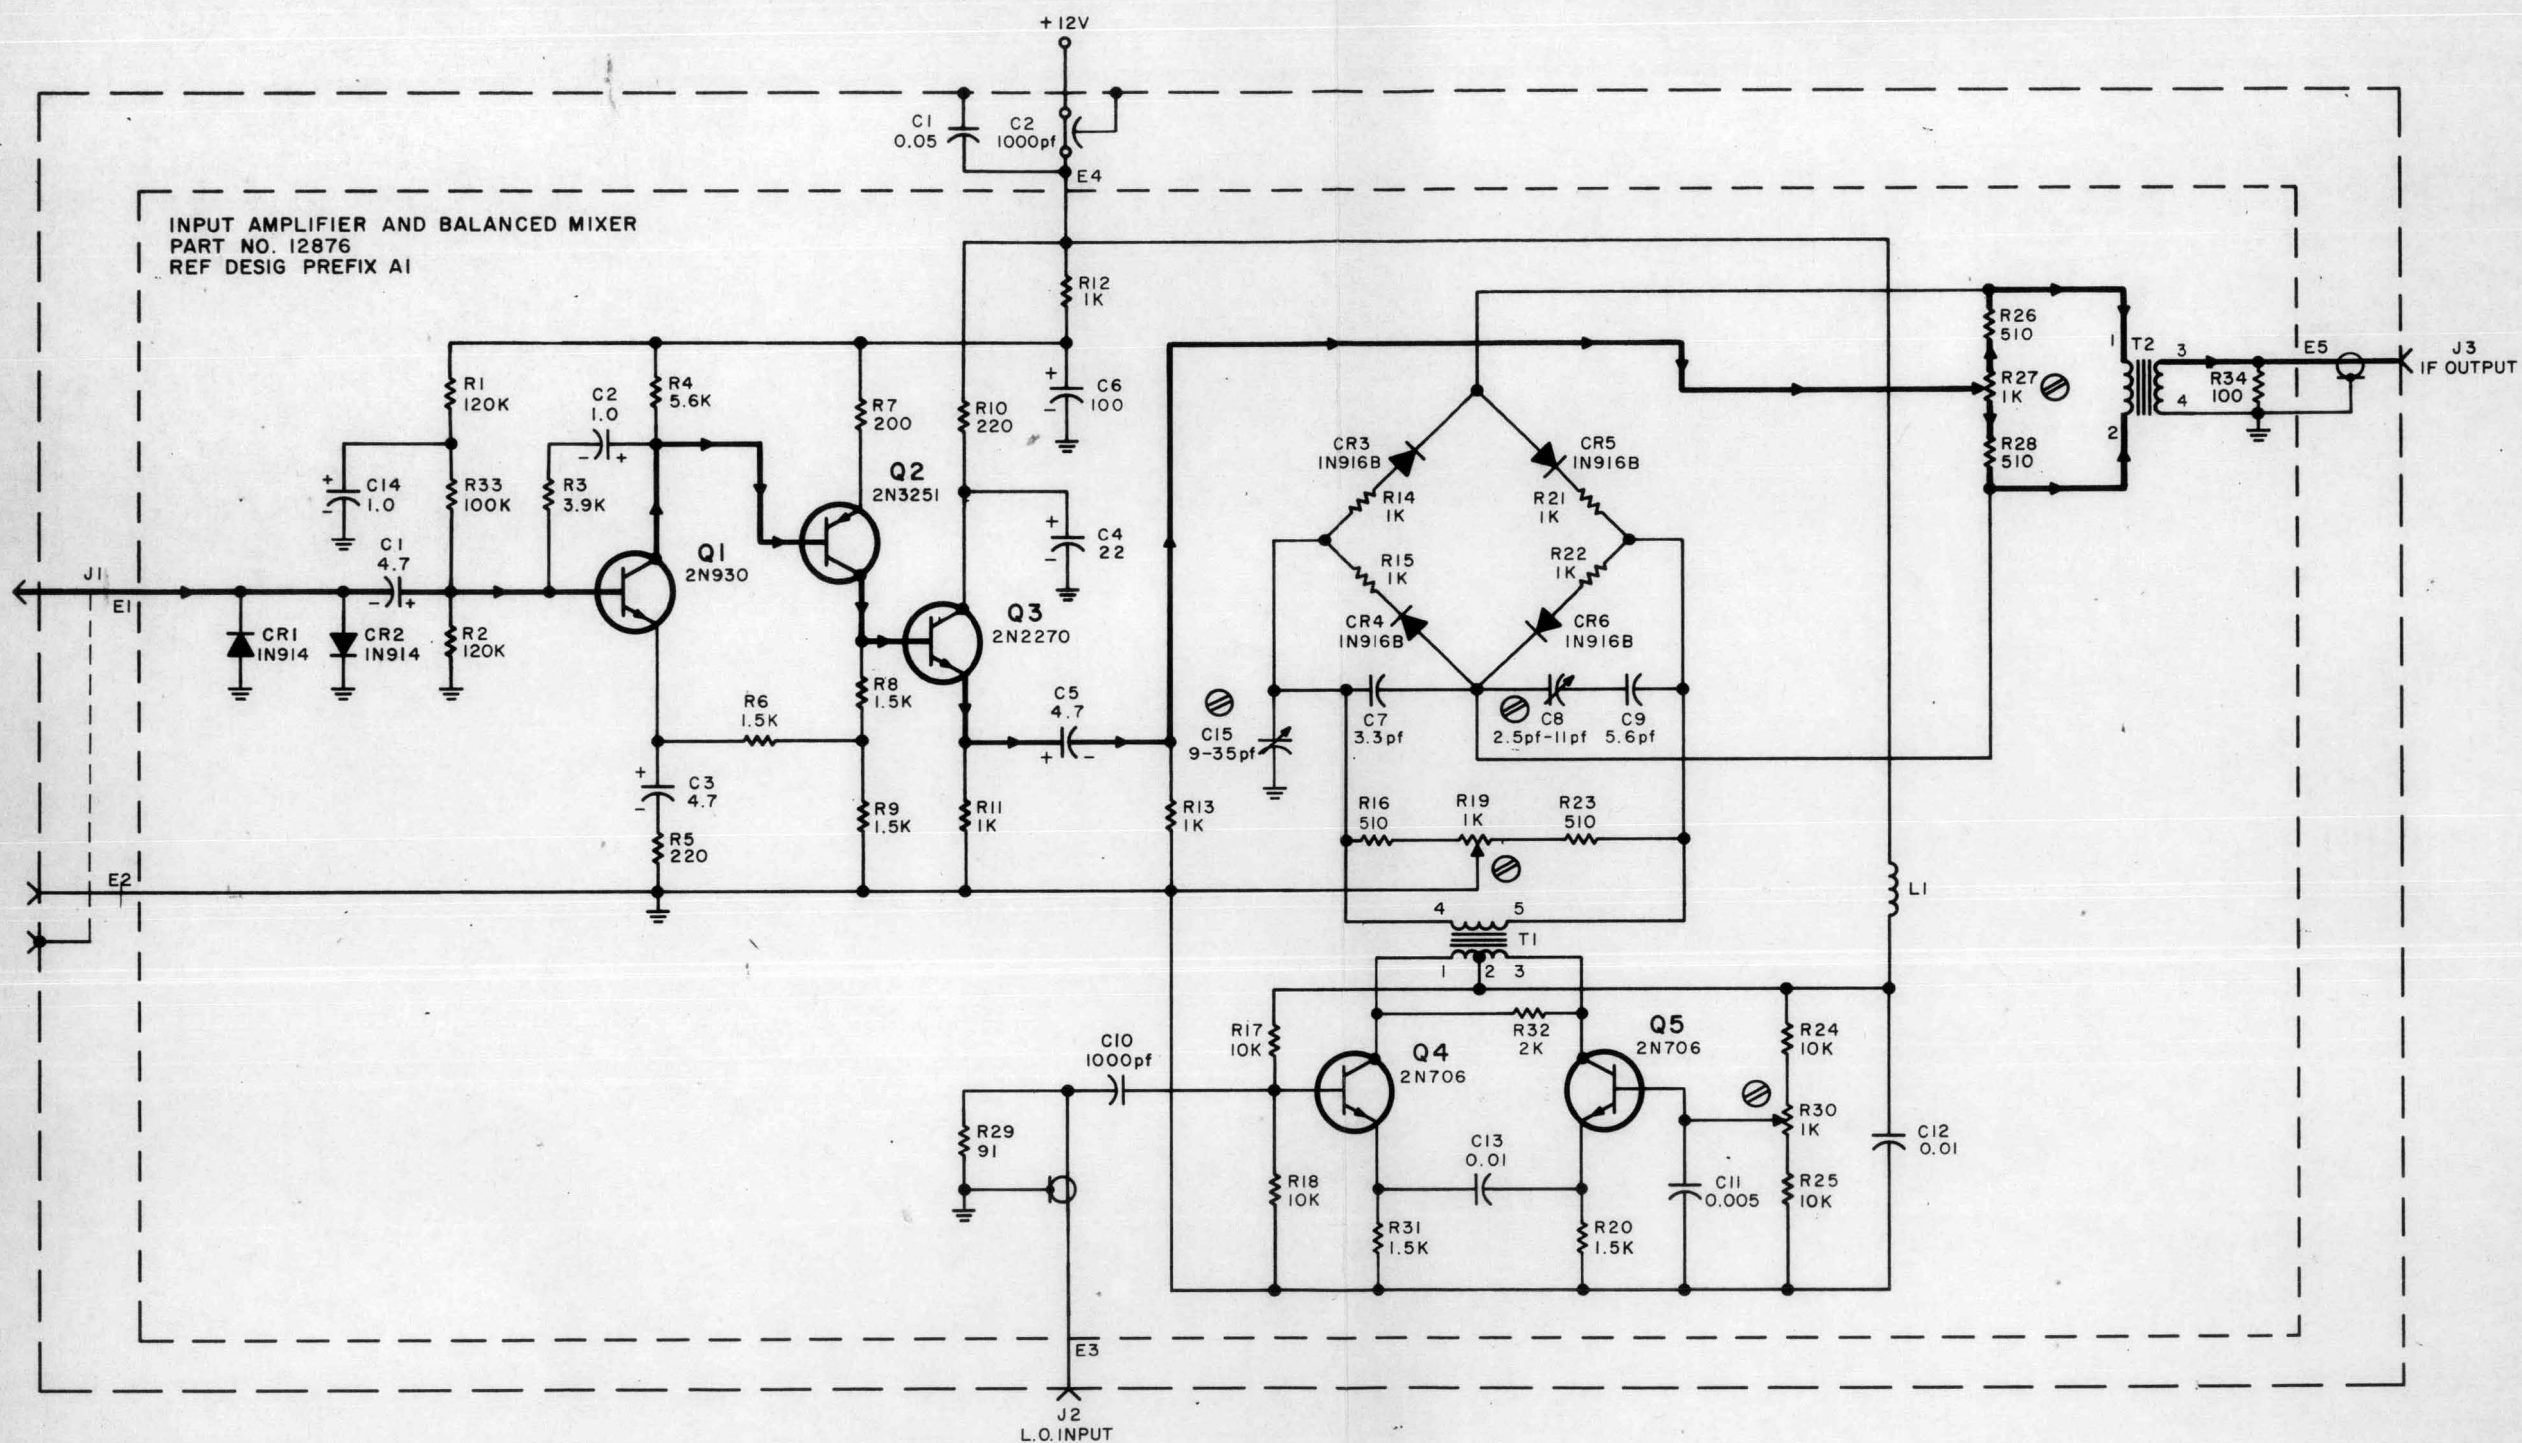 +12V
C1
0.05
C2
1000pf
E4
INPUT AMPLIFIER AND BALANCED MIXER
PART NO. 12876
REF DESIG PREFIX A1
R12
1K
R1
120K
C2
1.0
- +
R4
5.6K
R7
200
R10
220
+
-
C6
100
+
-
C14
1.0
R33
100K
R3
3.9K
Q2
2N3251
C1
4.7
- +
Q1
2N930
+
-
C4
22
J1
E1
CR1
1N914
CR2
1N914
R2
120K
Q3
2N2270
R6
1.5K
R8
1.5K
C5
4.7
+ -
+
-
C3
4.7
R5
220
R9
1.5K
R11
1K
R13
1K
E2
CR3
1N916B
CR5
1N916B
R14
1K
R21
1K
R15
1K
R22
1K
CR4
1N916B
CR6
1N916B
C15
9-35pf
C7
3.3pf
C8
2.5pf-11pf
C9
5.6pf
R16
510
R19
1K
R23
510
4 5
T1
1 2 3
R26
510
R27
1K
R28
510
1
T2
2
3
4
R34
100
E5
J3
IF OUTPUT
L1
R17
10K
R32
2K
Q4
2N706
Q5
2N706
R24
10K
R30
1K
R25
10K
C12
0.01
C10
1000pf
R29
91
R18
10K
C13
0.01
C11
0.005
R31
1.5K
R20
1.5K
E3
J2
L.O. INPUT